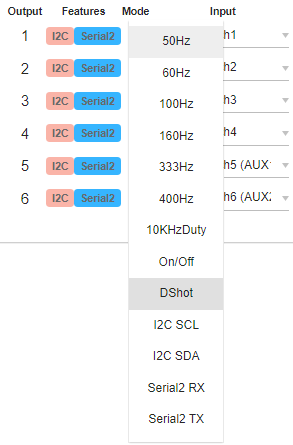 Output Features Mode Input
1 I2C Serial2 50Hz h1
2 I2C Serial2 60Hz h2
3 I2C Serial2 100Hz h3
4 I2C Serial2 160Hz h4
5 I2C Serial2 333Hz h5 (AUX
6 I2C Serial2 400Hz h6 (AUX2
10KHzDuty
On/Off
DShot
I2C SCL
I2C SDA
Serial2 RX
Serial2 TX